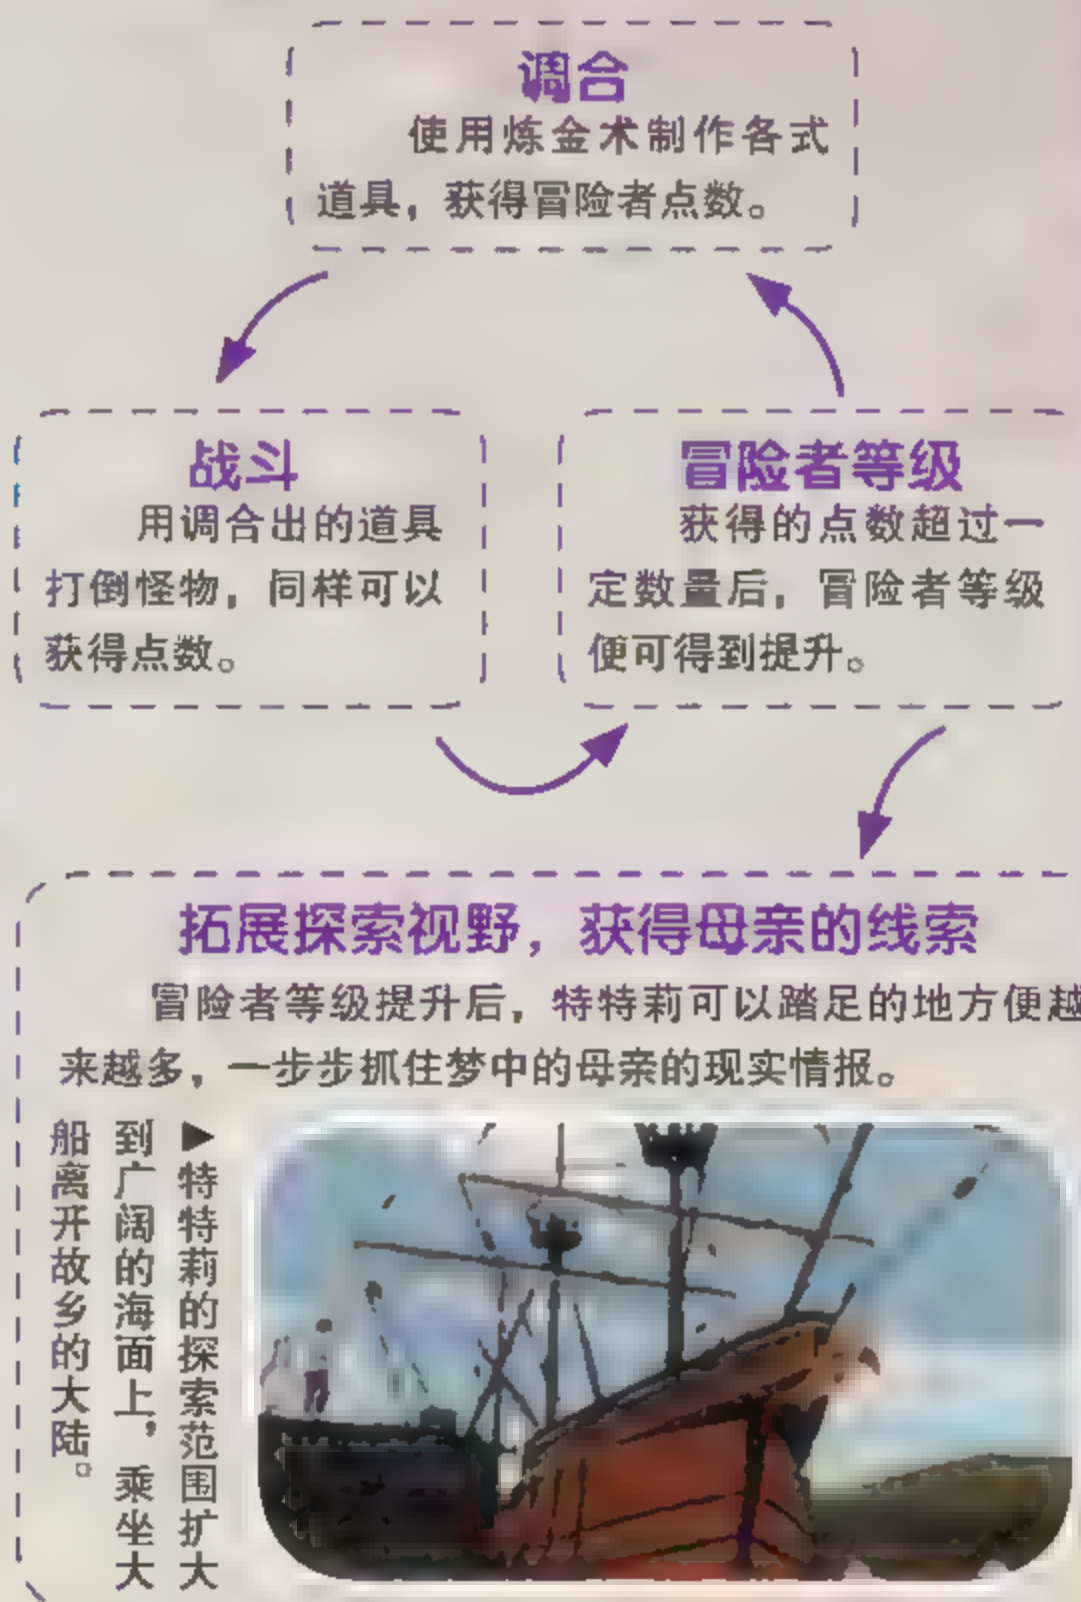 调合
使用炼金术制作各式
道具，获得冒险者点数。
战斗
用调合出的道具
打倒怪物，同样可以
获得点数。
冒险者等级
获得的点数超过一
定数量后，冒险者等级
便可得到提升。
拓展探索视野，获得母亲的线索
冒险者等级提升后，特特莉可以踏足的地方便越
来越多，一步步抓住梦中的母亲的现实情报。
▶特特莉的探索范围扩大
到广阔的海面上，乘坐大
船离开故乡的大陆。